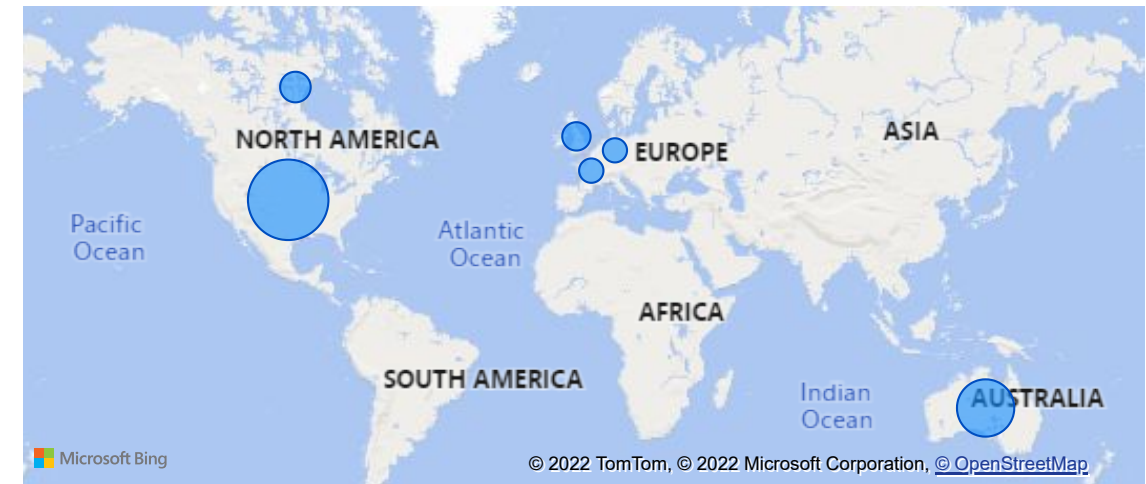 NORTH AMERICA
EUROPE
ASIA
Pacific
Ocean
Atlantic
Ocean
AFRICA
SOUTH AMERICA
Indian
Ocean
AUSTRALIA
Microsoft Bing
© 2022 TomTom, © 2022 Microsoft Corporation, © OpenStreetMap